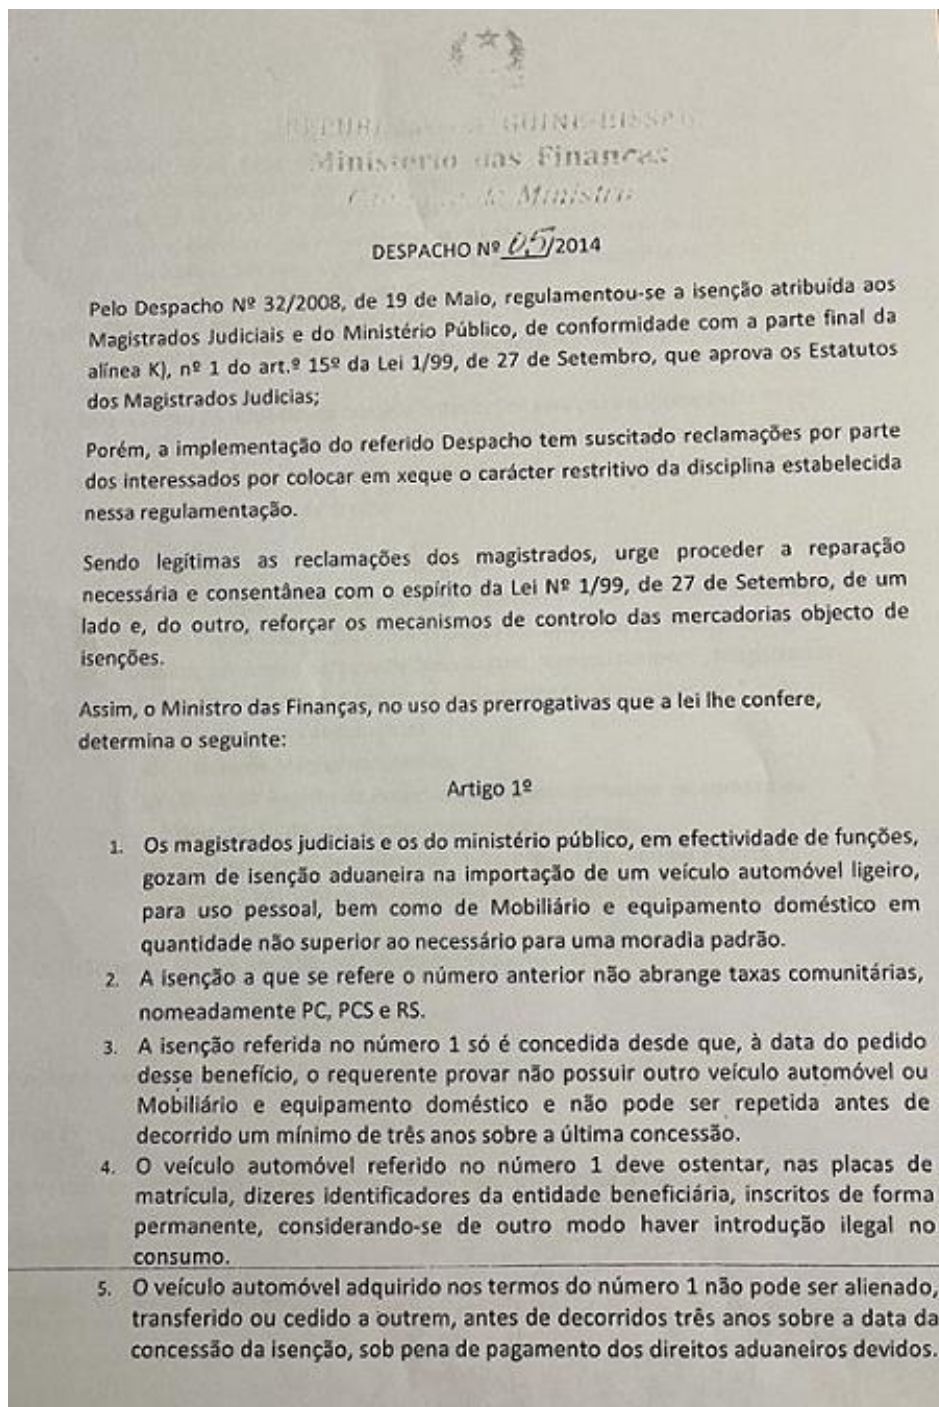 GUINE-BISSAU
Ministerio das Finanças
Ministro
DESPACHO Nº 05/2014
Pelo Despacho Nº 32/2008, de 19 de Maio, regulamentou-se a isenção atribuída aos
Magistrados Judiciais e do Ministério Público, de conformidade com a parte final da
alínea K), nº 1 do art.º 15º da Lei 1/99, de 27 de Setembro, que aprova os Estatutos
dos Magistrados Judicias;
Porém, a implementação do referido Despacho tem suscitado reclamações por parte
dos interessados por colocar em xeque o carácter restritivo da disciplina estabelecida
nessa regulamentação.
Sendo legítimas as reclamações dos magistrados, urge proceder a reparação
necessária e consentânea com o espírito da Lei Nº 1/99, de 27 de Setembro, de um
lado e, do outro, reforçar os mecanismos de controlo das mercadorias objecto de
isenções.
Assim, o Ministro das Finanças, no uso das prerrogativas que a lei lhe confere,
determina o seguinte:
Artigo 1º
1. Os magistrados judiciais e os do ministério público, em efectividade de funções,
gozam de isenção aduaneira na importação de um veículo automóvel ligeiro,
para uso pessoal, bem como de Mobiliário e equipamento doméstico em
quantidade não superior ao necessário para uma moradia padrão.
2. A isenção a que se refere o número anterior não abrange taxas comunitárias,
nomeadamente PC, PCS e RS.
3. A isenção referida no número 1 só é concedida desde que, à data do pedido
desse benefício, o requerente provar não possuir outro veículo automóvel ou
Mobiliário e equipamento doméstico e não pode ser repetida antes de
decorrido um mínimo de três anos sobre a última concessão.
4. O veículo automóvel referido no número 1 deve ostentar, nas placas de
matrícula, dizeres identificadores da entidade beneficiária, inscritos de forma
permanente, considerando-se de outro modo haver introdução ilegal no
consumo.
5. O veículo automóvel adquirido nos termos do número 1 não pode ser alienado,
transferido ou cedido a outrem, antes de decorridos três anos sobre a data da
concessão da isenção, sob pena de pagamento dos direitos aduaneiros devidos.